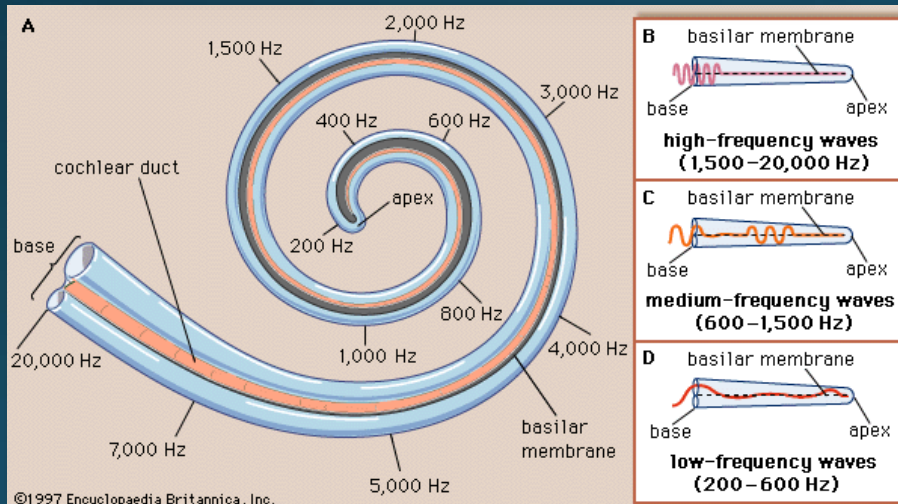 A
2,000 Hz
1,500 Hz
3,000 Hz
400 Hz
600 Hz
cochlear duct
apex
200 Hz
base
800 Hz
20,000 Hz
1,000 Hz
4,000 Hz
7,000 Hz
basilar
membrane
5,000 Hz
©1997 Encyclopaedia Britannica, Inc.
B
basilar membrane
base
apex
high-frequency waves
(1,500–20,000 Hz)
C
basilar membrane
base
apex
medium-frequency waves
(600–1,500 Hz)
D
basilar membrane
base
apex
low-frequency waves
(200–600 Hz)